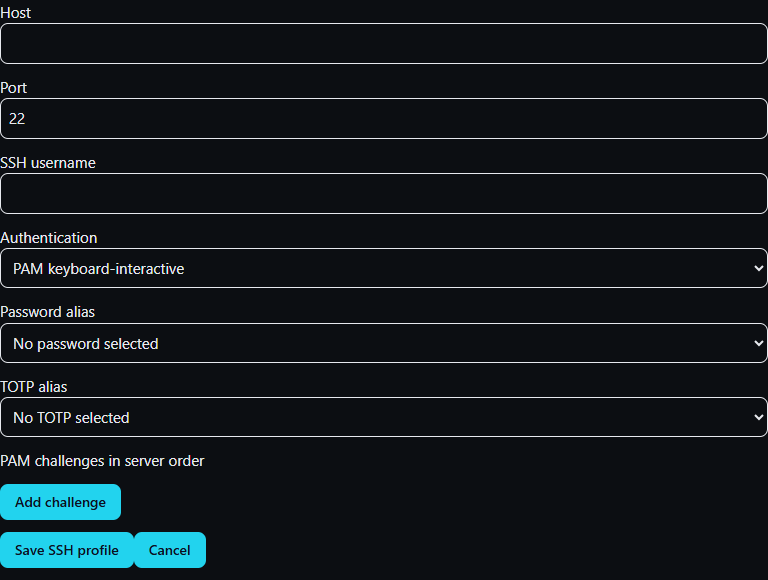 Host
Port
22
SSH username
Authentication
PAM keyboard-interactive
Password alias
No password selected
TOTP alias
No TOTP selected
PAM challenges in server order
Add challenge
Save SSH profile Cancel